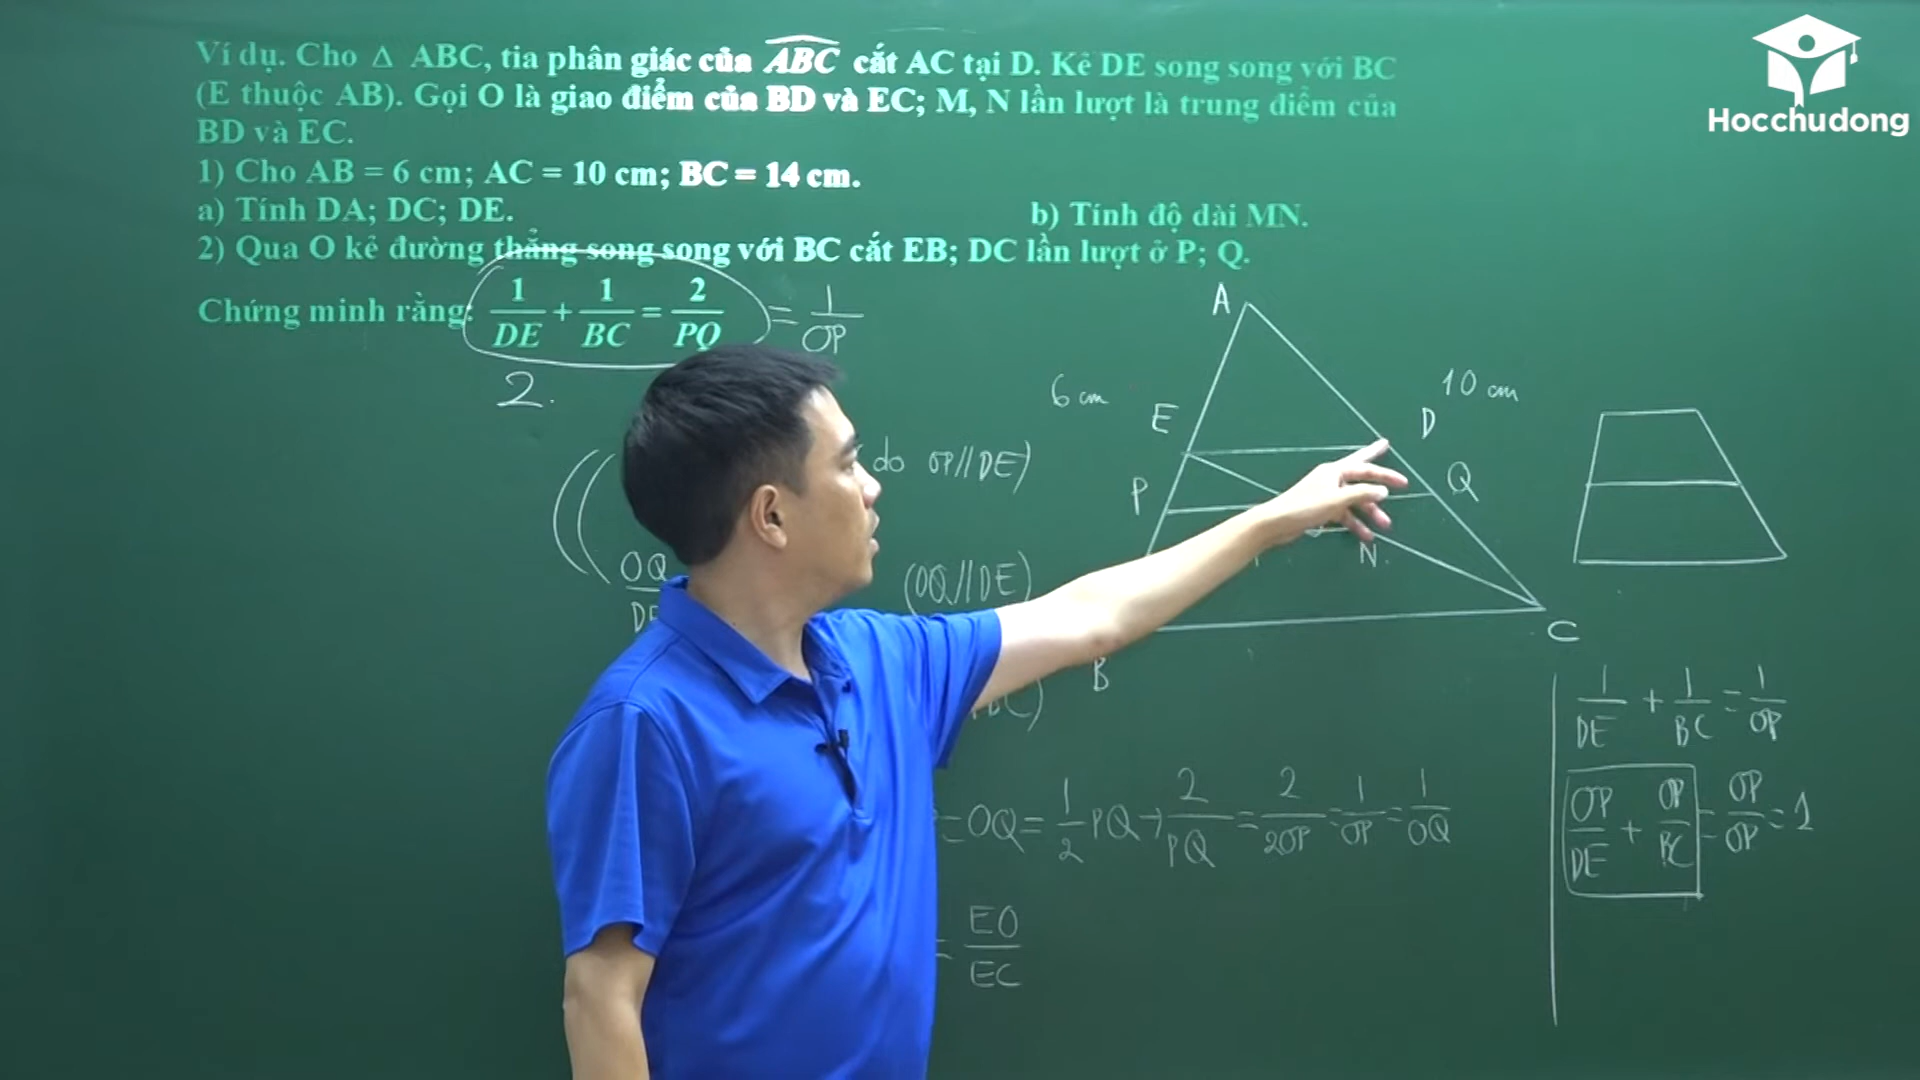 Ví dụ. Cho Δ ABC, tia phân giác của ABC cắt AC tại D. Kẻ DE song song với BC
(E thuộc AB). Gọi O là giao điểm của BD và EC; M, N lần lượt là trung điểm của
BD và EC.
1) Cho AB = 6 cm; AC = 10 cm; BC = 14 cm.
a) Tính DA; DC; DE. b) Tính độ dài MN.
2) Qua O kẻ đường thẳng song song với BC cắt EB; DC lần lượt ở P; Q.
Chứng minh rằng: 1/DE + 1/BC = 2/PQ = 1/OP
2.
do OP//DE)
OQ
(OQ//DE)
BC)
= OQ = 1/2 PQ → 2/PQ = 2/2OP = 1/OP = 1/OQ
= EO/EC
A
6 cm
10 cm
E
D
P
Q
N
B
C
1/DE + 1/BC = 1/OP
OP/DE + OP/BC = OP/OP = 1
Hocchudong